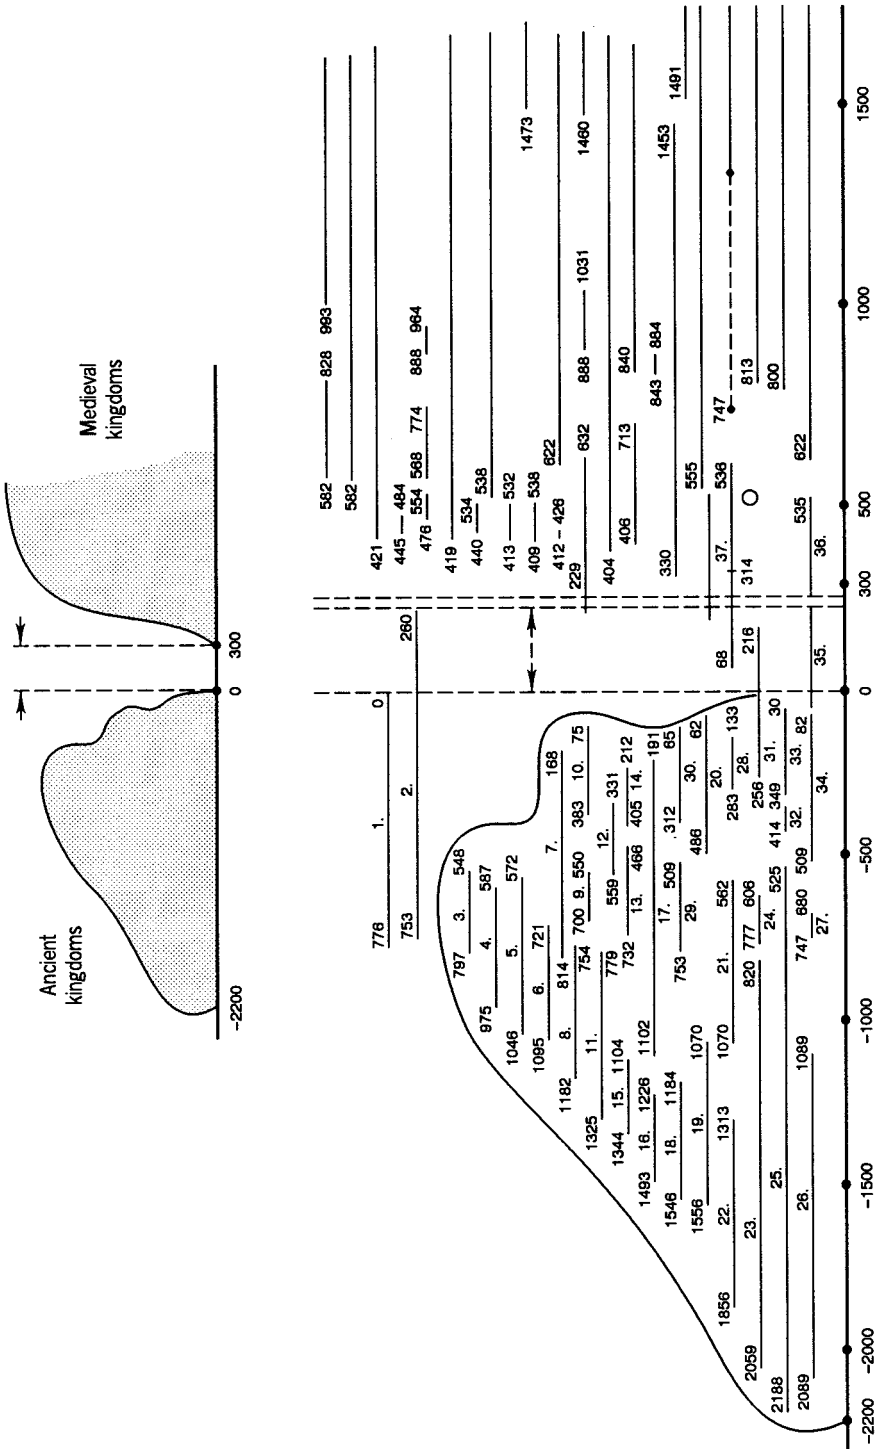 Ancient
kingdoms
Medieval
kingdoms
-2200 0 300
582 828 993
582
776 1. 0 421
445 484
753 2. 260 476 554 568 774 888 964
419
797 3. 548 440 534
975 4. 587 538
1046 5. 572 413 532 1473
1095 6. 721 409 538
814 7. 168 412 426 622
1182 8. 754 700 9. 550 383 10. 75 229 632 888 1031 1460
1325 11. 779 559 12. 331 404
1344 15. 1104 732 13. 466 405 14. 212 406 713 840
1493 16. 1226 1102 17. 191 843 884
1546 18. 1184 753 29. 509 312 30. 65 330 1453
1556 19. 1070 486 20. 62 555 1491
1856 22. 1313 1070 21. 562 283 28. 133 68 37. 536 747
2059 23. 820 777 24. 606 256 31. 216 314 813
2188 25. 525 414 32. 349 33. 30 800
2089 26. 1089 747 27. 680 509 34. 82 35. 535 36. 622
-2200 -2000 -1500 -1000 -500 0 300 500 1000 1500